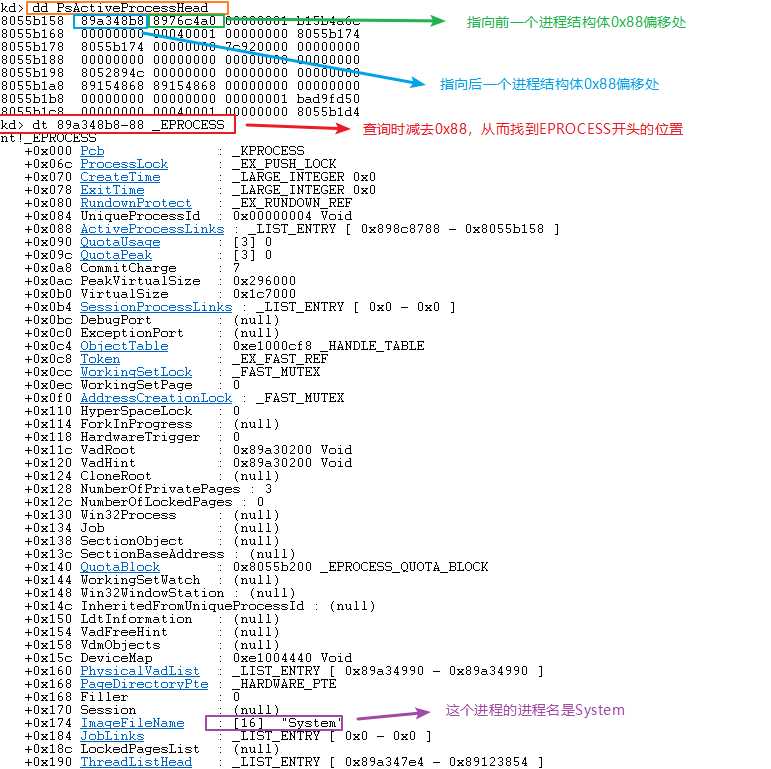 kd> dd PsActiveProcessHead
8055b158 89a348b8 8976c4a0 00000001 b15b4a6c
指向前一个进程结构体0x88偏移处
8055b168 00000000 00040001 00000000 8055b174
8055b178 8055b174 00000000 7c920000 00000000
8055b188 00000000 00000000 00000000 00000000
指向后一个进程结构体0x88偏移处
8055b198 8052894c 00000000 00000000 00000000
8055b1a8 89154868 89154868 00000000 00000000
8055b1b8 00000000 00000000 00000001 bad9fd50
8055b1c8 00000000 00040001 00000000 8055b1d4
kd> dt 89a348b8-88 _EPROCESS
查询时减去0x88，从而找到EPROCESS开头的位置
nt!_EPROCESS
+0x000 Pcb : _KPROCESS
+0x06c ProcessLock : _EX_PUSH_LOCK
+0x070 CreateTime : _LARGE_INTEGER 0x0
+0x078 ExitTime : _LARGE_INTEGER 0x0
+0x080 RundownProtect : _EX_RUNDOWN_REF
+0x084 UniqueProcessId : 0x00000004 Void
+0x088 ActiveProcessLinks : _LIST_ENTRY [ 0x898c8788 - 0x8055b158 ]
+0x090 QuotaUsage : [3] 0
+0x09c QuotaPeak : [3] 0
+0x0a8 CommitCharge : 7
+0x0ac PeakVirtualSize : 0x296000
+0x0b0 VirtualSize : 0x1c7000
+0x0b4 SessionProcessLinks : _LIST_ENTRY [ 0x0 - 0x0 ]
+0x0bc DebugPort : (null)
+0x0c0 ExceptionPort : (null)
+0x0c4 ObjectTable : 0xe1000cf8 _HANDLE_TABLE
+0x0c8 Token : _EX_FAST_REF
+0x0cc WorkingSetLock : _FAST_MUTEX
+0x0ec WorkingSetPage : 0
+0x0f0 AddressCreationLock : _FAST_MUTEX
+0x110 HyperSpaceLock : 0
+0x114 ForkInProgress : (null)
+0x118 HardwareTrigger : 0
+0x11c VadRoot : 0x89a30200 Void
+0x120 VadHint : 0x89a30200 Void
+0x124 CloneRoot : (null)
+0x128 NumberOfPrivatePages : 3
+0x12c NumberOfLockedPages : 0
+0x130 Win32Process : (null)
+0x134 Job : (null)
+0x138 SectionObject : (null)
+0x13c SectionBaseAddress : (null)
+0x140 QuotaBlock : 0x8055b200 _EPROCESS_QUOTA_BLOCK
+0x144 WorkingSetWatch : (null)
+0x148 Win32WindowStation : (null)
+0x14c InheritedFromUniqueProcessId : (null)
+0x150 LdtInformation : (null)
+0x154 VadFreeHint : (null)
+0x158 VdmObjects : (null)
+0x15c DeviceMap : 0xe1004440 Void
+0x160 PhysicalVadList : _LIST_ENTRY [ 0x89a34990 - 0x89a34990 ]
+0x168 PageDirectoryPte : _HARDWARE_PTE
+0x168 Filler : 0
+0x170 Session : (null)
+0x174 ImageFileName : [16] "System"
这个进程的进程名是System
+0x184 JobLinks : _LIST_ENTRY [ 0x0 - 0x0 ]
+0x18c LockedPagesList : (null)
+0x190 ThreadListHead : _LIST_ENTRY [ 0x89a347e4 - 0x89123854 ]